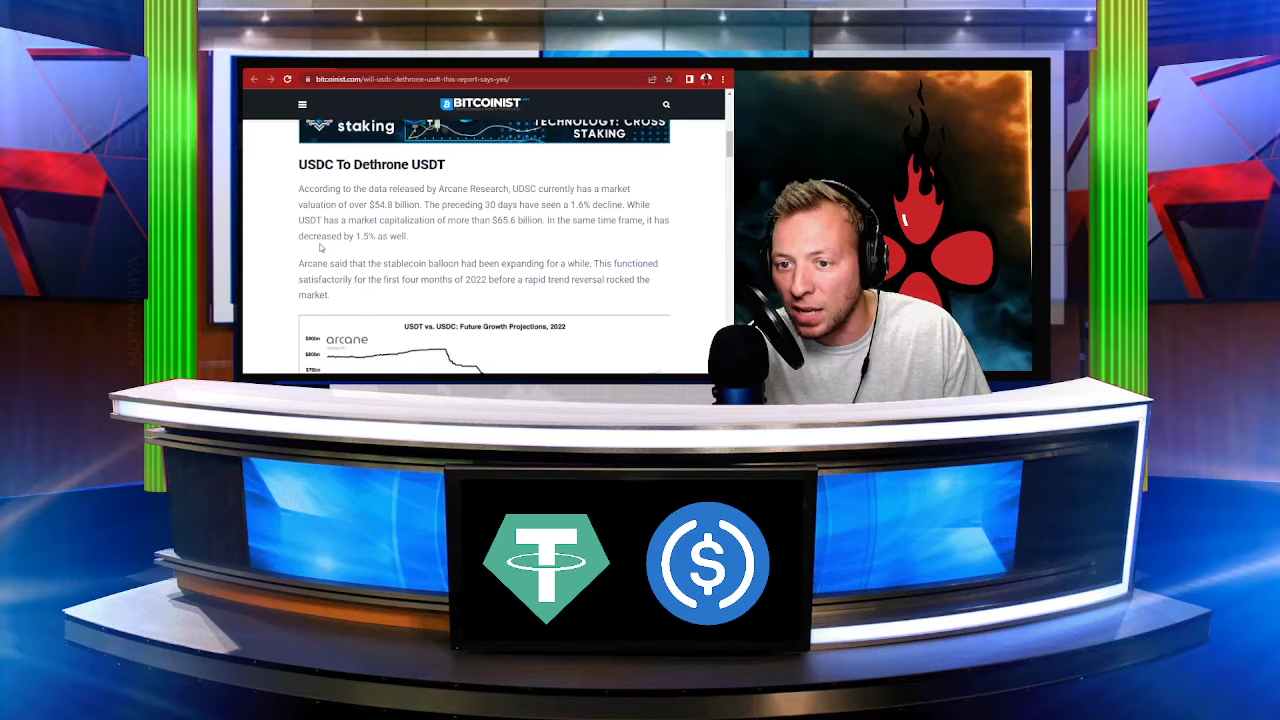 bitcoinist.com/will-usdc-dethrone-usdt-this-report-says-yes/
BITCOINIST
staking
TECHNOLOGY: CROSS
STAKING
USDC To Dethrone USDT
According to the data released by Arcane Research, UDSC currently has a market
valuation of over $54.8 billion. The preceding 30 days have seen a 1.6% decline. While
USDT has a market capitalization of more than $65.6 billion. In the same time frame, it has
decreased by 1.5% as well.
Arcane said that the stablecoin balloon had been expanding for a while. This functioned
satisfactorily for the first four months of 2022 before a rapid trend reversal rocked the
market.
USDT vs. USDC: Future Growth Projections, 2022
$90bn
arcane
$80bn
$70bn